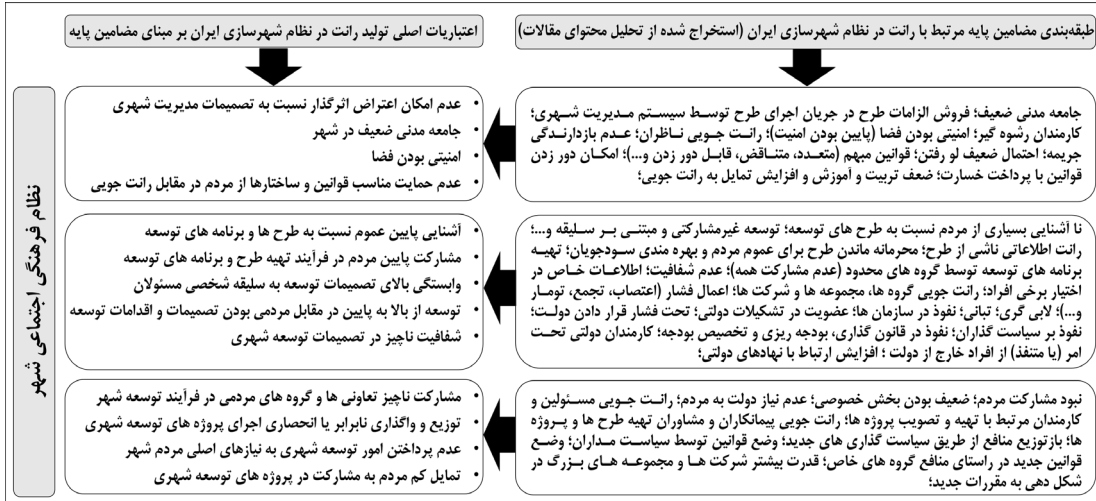 طبقه‌بندی مضامین پایه مرتبط با رانت در نظام شهرسازی ایران (استخراج شده از تحلیل محتوای مقالات)
اعتباریات اصلی تولید رانت در نظام شهرسازی ایران بر مبنای مضامین پایه
جامعه مدنی ضعیف؛ فروش الزامات طرح در جریان اجرای طرح توسط سیستم مدیریت شهری؛
کارمندان رشوه گیر؛ امنیتی بودن فضا (پایین بودن امنیت)؛ رانت جویی ناظران؛ عدم بازدارندگی
جریمه؛ احتمال ضعیف لو رفتن؛ قوانین مبهم (متعدد، متناقض، قابل دور زدن و...)؛ امکان دور زدن
قوانین با پرداخت خسارت؛ ضعف تربیت و آموزش و افزایش تمایل به رانت جویی؛
• عدم امکان اعتراض اثرگذار نسبت به تصمیمات مدیریت شهری
• جامعه مدنی ضعیف در شهر
• امنیتی بودن فضا
• عدم حمایت مناسب قوانین و ساختارها از مردم در مقابل رانت جویی
نا آشنایی بسیاری از مردم نسبت به طرح های توسعه؛ توسعه غیرمشارکتی و مبتنی بر سلیقه و...؛
رانت اطلاعاتی ناشی از طرح؛ محرمانه ماندن طرح برای عموم مردم و بهره مندی سودجویان؛ تهیه
برنامه های توسعه توسط گروه های محدود (عدم مشارکت همه)؛ عدم شفافیت؛ اطلاعات خاص در
اختیار برخی افراد؛ رانت جویی گروه ها، مجموعه ها و شرکت ها؛ اعمال فشار (اعتصاب، تجمع، تومار
و...)؛ لابی گری؛ تبانی؛ نفوذ در سازمان ها؛ عضویت در تشکیلات دولتی؛ تحت فشار قرار دادن دولت؛
نفوذ بر سیاست گذاران؛ نفوذ در قانون گذاری، بودجه ریزی و تخصیص بودجه؛ کارمندان دولتی تحت
امر (یا متنفذ) از افراد خارج از دولت ؛ افزایش ارتباط با نهادهای دولتی؛
• آشنایی پایین عموم نسبت به طرح ها و برنامه های توسعه
• مشارکت پایین مردم در فرآیند تهیه طرح و برنامه های توسعه
• وابستگی بالای تصمیمات توسعه به سلیقه شخصی مسئولان
• توسعه از بالا به پایین در مقابل مردمی بودن تصمیمات و اقدامات توسعه
• شفافیت ناچیز در تصمیمات توسعه شهری
نبود مشارکت مردم؛ ضعیف بودن بخش خصوصی؛ عدم نیاز دولت به مردم؛ رانت جویی مسئولین و
کارمندان مرتبط با تهیه و تصویب پروژه ها؛ رانت جویی پیمانکاران و مشاوران تهیه طرح ها و پروژه
ها؛ بازتوزیع منافع از طریق سیاست گذاری های جدید؛ وضع قوانین توسط سیاست مداران؛ وضع
قوانین جدید در راستای منافع گروه های خاص؛ قدرت بیشتر شرکت ها و مجموعه های بزرگ در
شکل دهی به مقررات جدید؛
• مشارکت ناچیز تعاونی ها و گروه های مردمی در فرآیند توسعه شهر
• توزیع و واگذاری نابرابر یا انحصاری اجرای پروژه های توسعه شهری
• عدم پرداختن امور توسعه شهری به نیازهای اصلی مردم شهر
• تمایل کم مردم به مشارکت در پروژه های توسعه شهری
نظام فرهنگی اجتماعی شهر